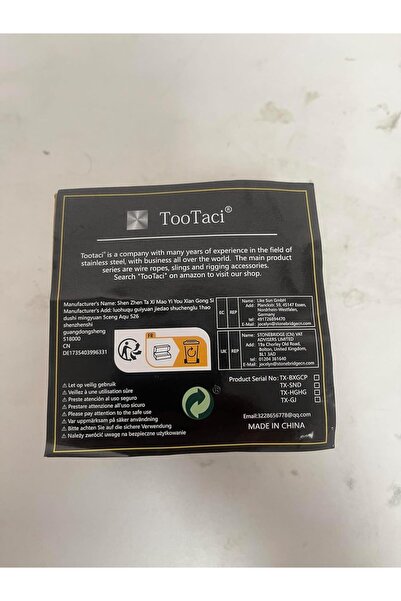 TooTaci®
Tootaci® is a company with many years of experience in the field of
stainless steel, with business all over the world. The main product
series are wire ropes, slings and rigging accessories.
Search "TooTaci" on amazon to visit our shop.
Manufacturer's Name: Shen Zhen Ta Xi Mao Yi You Xian Gong Si
Manufacturer's Add: luohuqu guiyuan jiedao shuchenglu 1hao
dushi mingyuan Sceng Aqu 526
shenzhenshi
guangdongsheng
518000
CN
DE1735403996331
EC REP
Name: Like Sun GmbH
Add: Planckstr. 59, 45147 Essen,
Nordrhein-Westfalen,
Germany
Tel: 4917226894470
E-mail: jocelyn@stonebridgecn.com
UK REP
Name: STONEBRIDGE (CN) VAT
ADVISERS LIMITED
Add: 19a Chorley Old Road,
Bolton, United Kingdom,
BL1 3AD
Tel: 01204 361640
E-mail: jocelyn@stonebridgecn.com
FR
Let op veilig gebruik
Veillez à une utilisation sûre
Preste atención al uso seguro
Prestare attenzione all'uso sicuro
Please pay attention to the safe use
Var uppmärksam på säker användning
Bitte achten Sie auf die sichere Verwendung
Należy zwrócić uwagę na bezpieczne użytkowanie
®
Product Serial No: TX-BXGCP
TX-SND
TX-HGHG
TX-GJ
Email:3228656778@qq.com
MADE IN CHINA